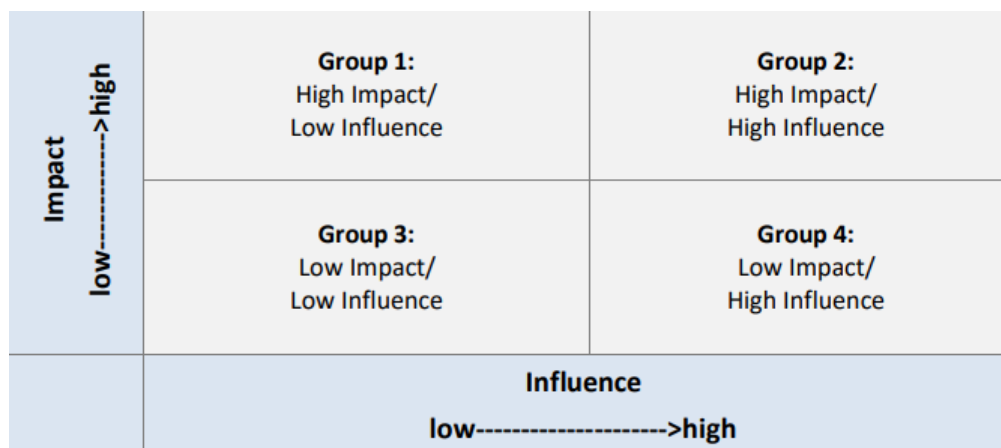 Impact
low-------------->high
Group 1:
High Impact/
Low Influence
Group 2:
High Impact/
High Influence
Group 3:
Low Impact/
Low Influence
Group 4:
Low Impact/
High Influence
Influence
low--------------------->high